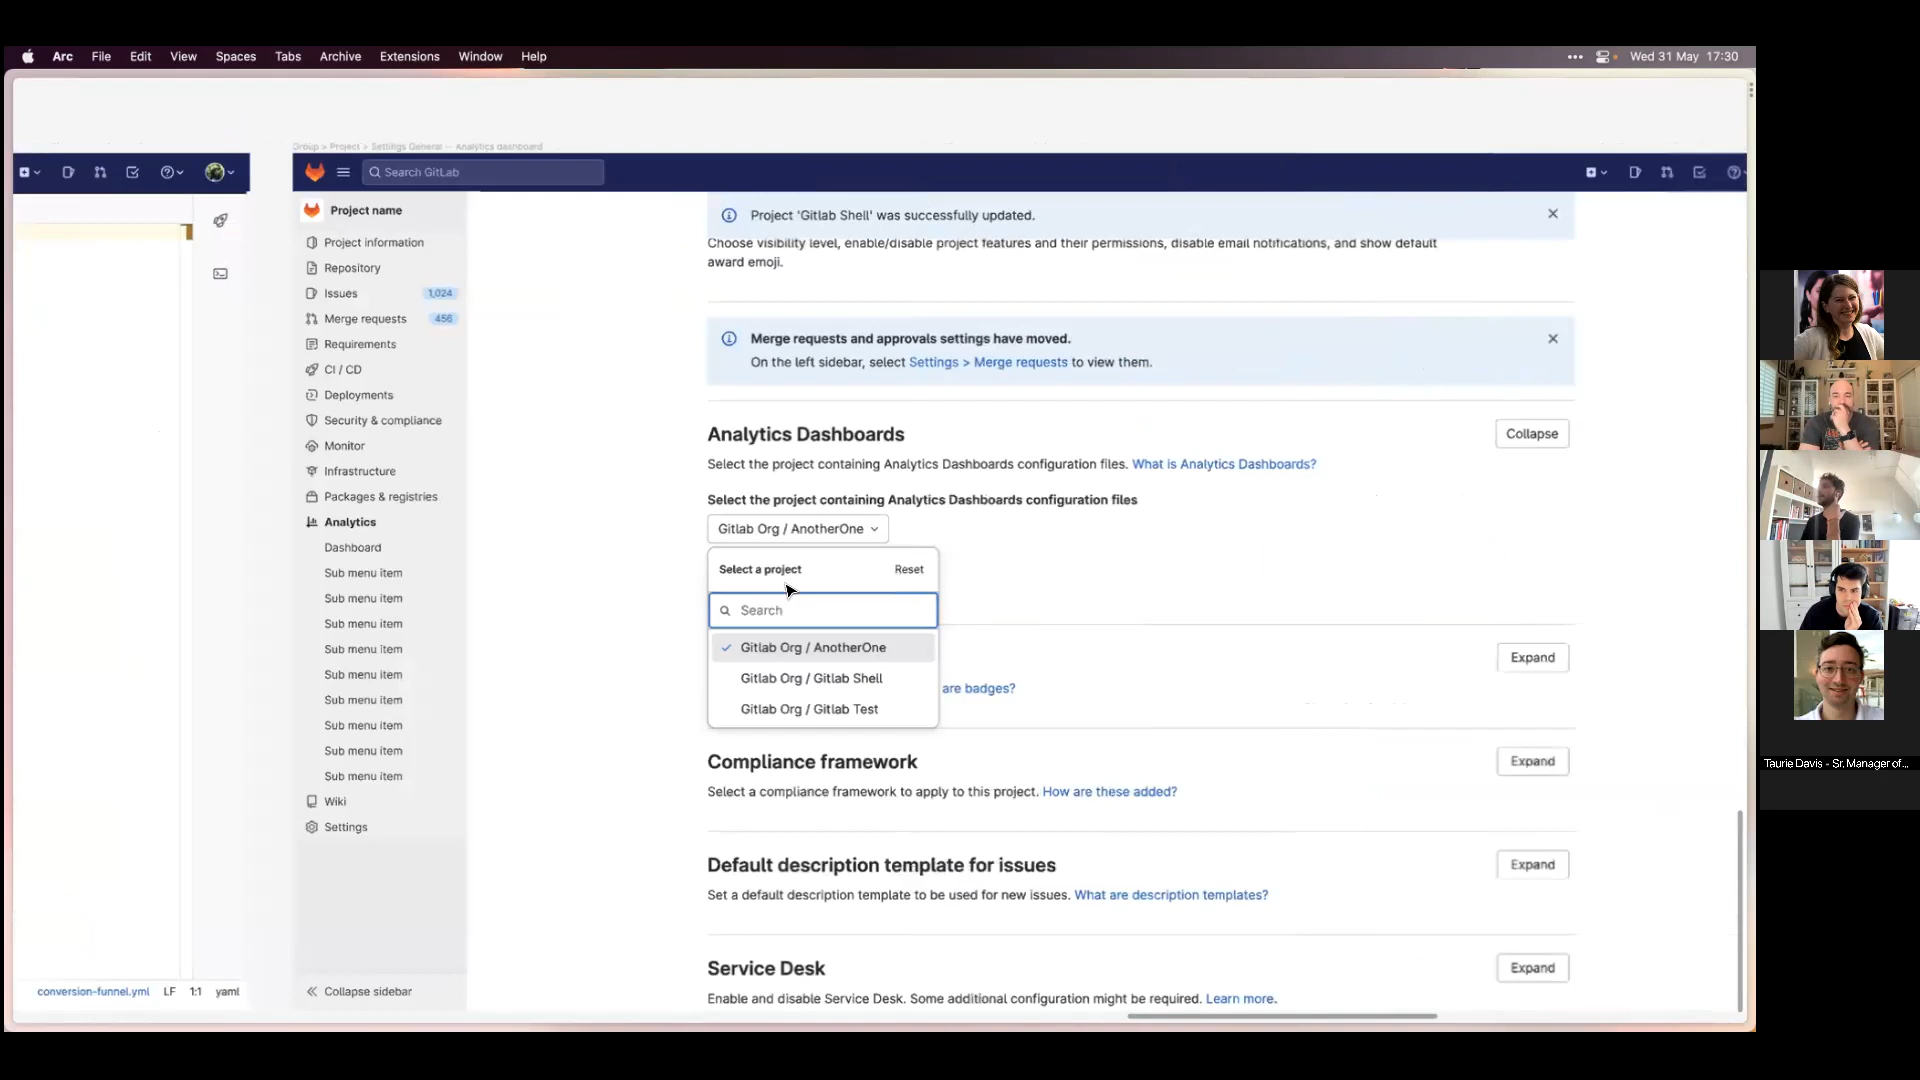 Arc File Edit View Spaces Tabs Archive Extensions Window Help
Wed 31 May 17:30
Group > Project > Settings General — Analytics dashboard
Search GitLab
Project name
Project information
Repository
Issues 1,024
Merge requests 456
Requirements
CI / CD
Deployments
Security & compliance
Monitor
Infrastructure
Packages & registries
Analytics
Dashboard
Sub menu item
Sub menu item
Sub menu item
Sub menu item
Sub menu item
Sub menu item
Sub menu item
Sub menu item
Sub menu item
Wiki
Settings
Collapse sidebar
conversion-funnel.yml LF 1:1 yaml
Project 'Gitlab Shell' was successfully updated.
Choose visibility level, enable/disable project features and their permissions, disable email notifications, and show default
award emoji.
Merge requests and approvals settings have moved.
On the left sidebar, select Settings > Merge requests to view them.
Analytics Dashboards
Collapse
Select the project containing Analytics Dashboards configuration files. What is Analytics Dashboards?
Select the project containing Analytics Dashboards configuration files
Gitlab Org / AnotherOne
Select a project Reset
Search
Gitlab Org / AnotherOne
Gitlab Org / Gitlab Shell
Gitlab Org / Gitlab Test
Expand
are badges?
Compliance framework
Expand
Select a compliance framework to apply to this project. How are these added?
Default description template for issues
Expand
Set a default description template to be used for new issues. What are description templates?
Service Desk
Expand
Enable and disable Service Desk. Some additional configuration might be required. Learn more.
Taurie Davis - Sr. Manager of...